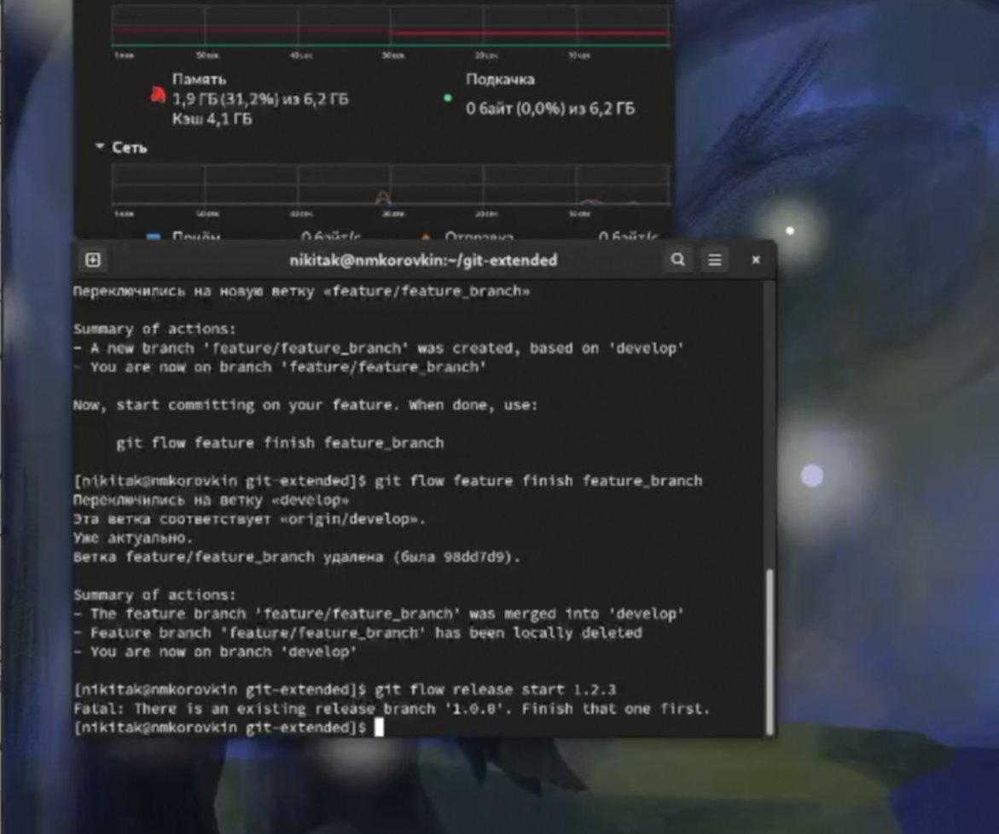 Память
1,9 ГБ (31,2%) из 6,2 ГБ
Кэш 4,1 ГБ
Подкачка
0 байт (0,0%) из 6,2 ГБ
Сеть
Приём 0 байт/с Отправка 0 байт/с
nikitak@nmkorovkin:~/git-extended
Переключились на новую ветку «feature/feature_branch»
Summary of actions:
- A new branch 'feature/feature_branch' was created, based on 'develop'
- You are now on branch 'feature/feature_branch'
Now, start committing on your feature. When done, use:
git flow feature finish feature_branch
[nikitak@nmkorovkin git-extended]$ git flow feature finish feature_branch
Переключились на ветку «develop»
Эта ветка соответствует «origin/develop».
Уже актуально.
Ветка feature/feature_branch удалена (была 98dd7d9).
Summary of actions:
- The feature branch 'feature/feature_branch' was merged into 'develop'
- Feature branch 'feature/feature_branch' has been locally deleted
- You are now on branch 'develop'
[nikitak@nmkorovkin git-extended]$ git flow release start 1.2.3
Fatal: There is an existing release branch '1.0.0'. Finish that one first.
[nikitak@nmkorovkin git-extended]$